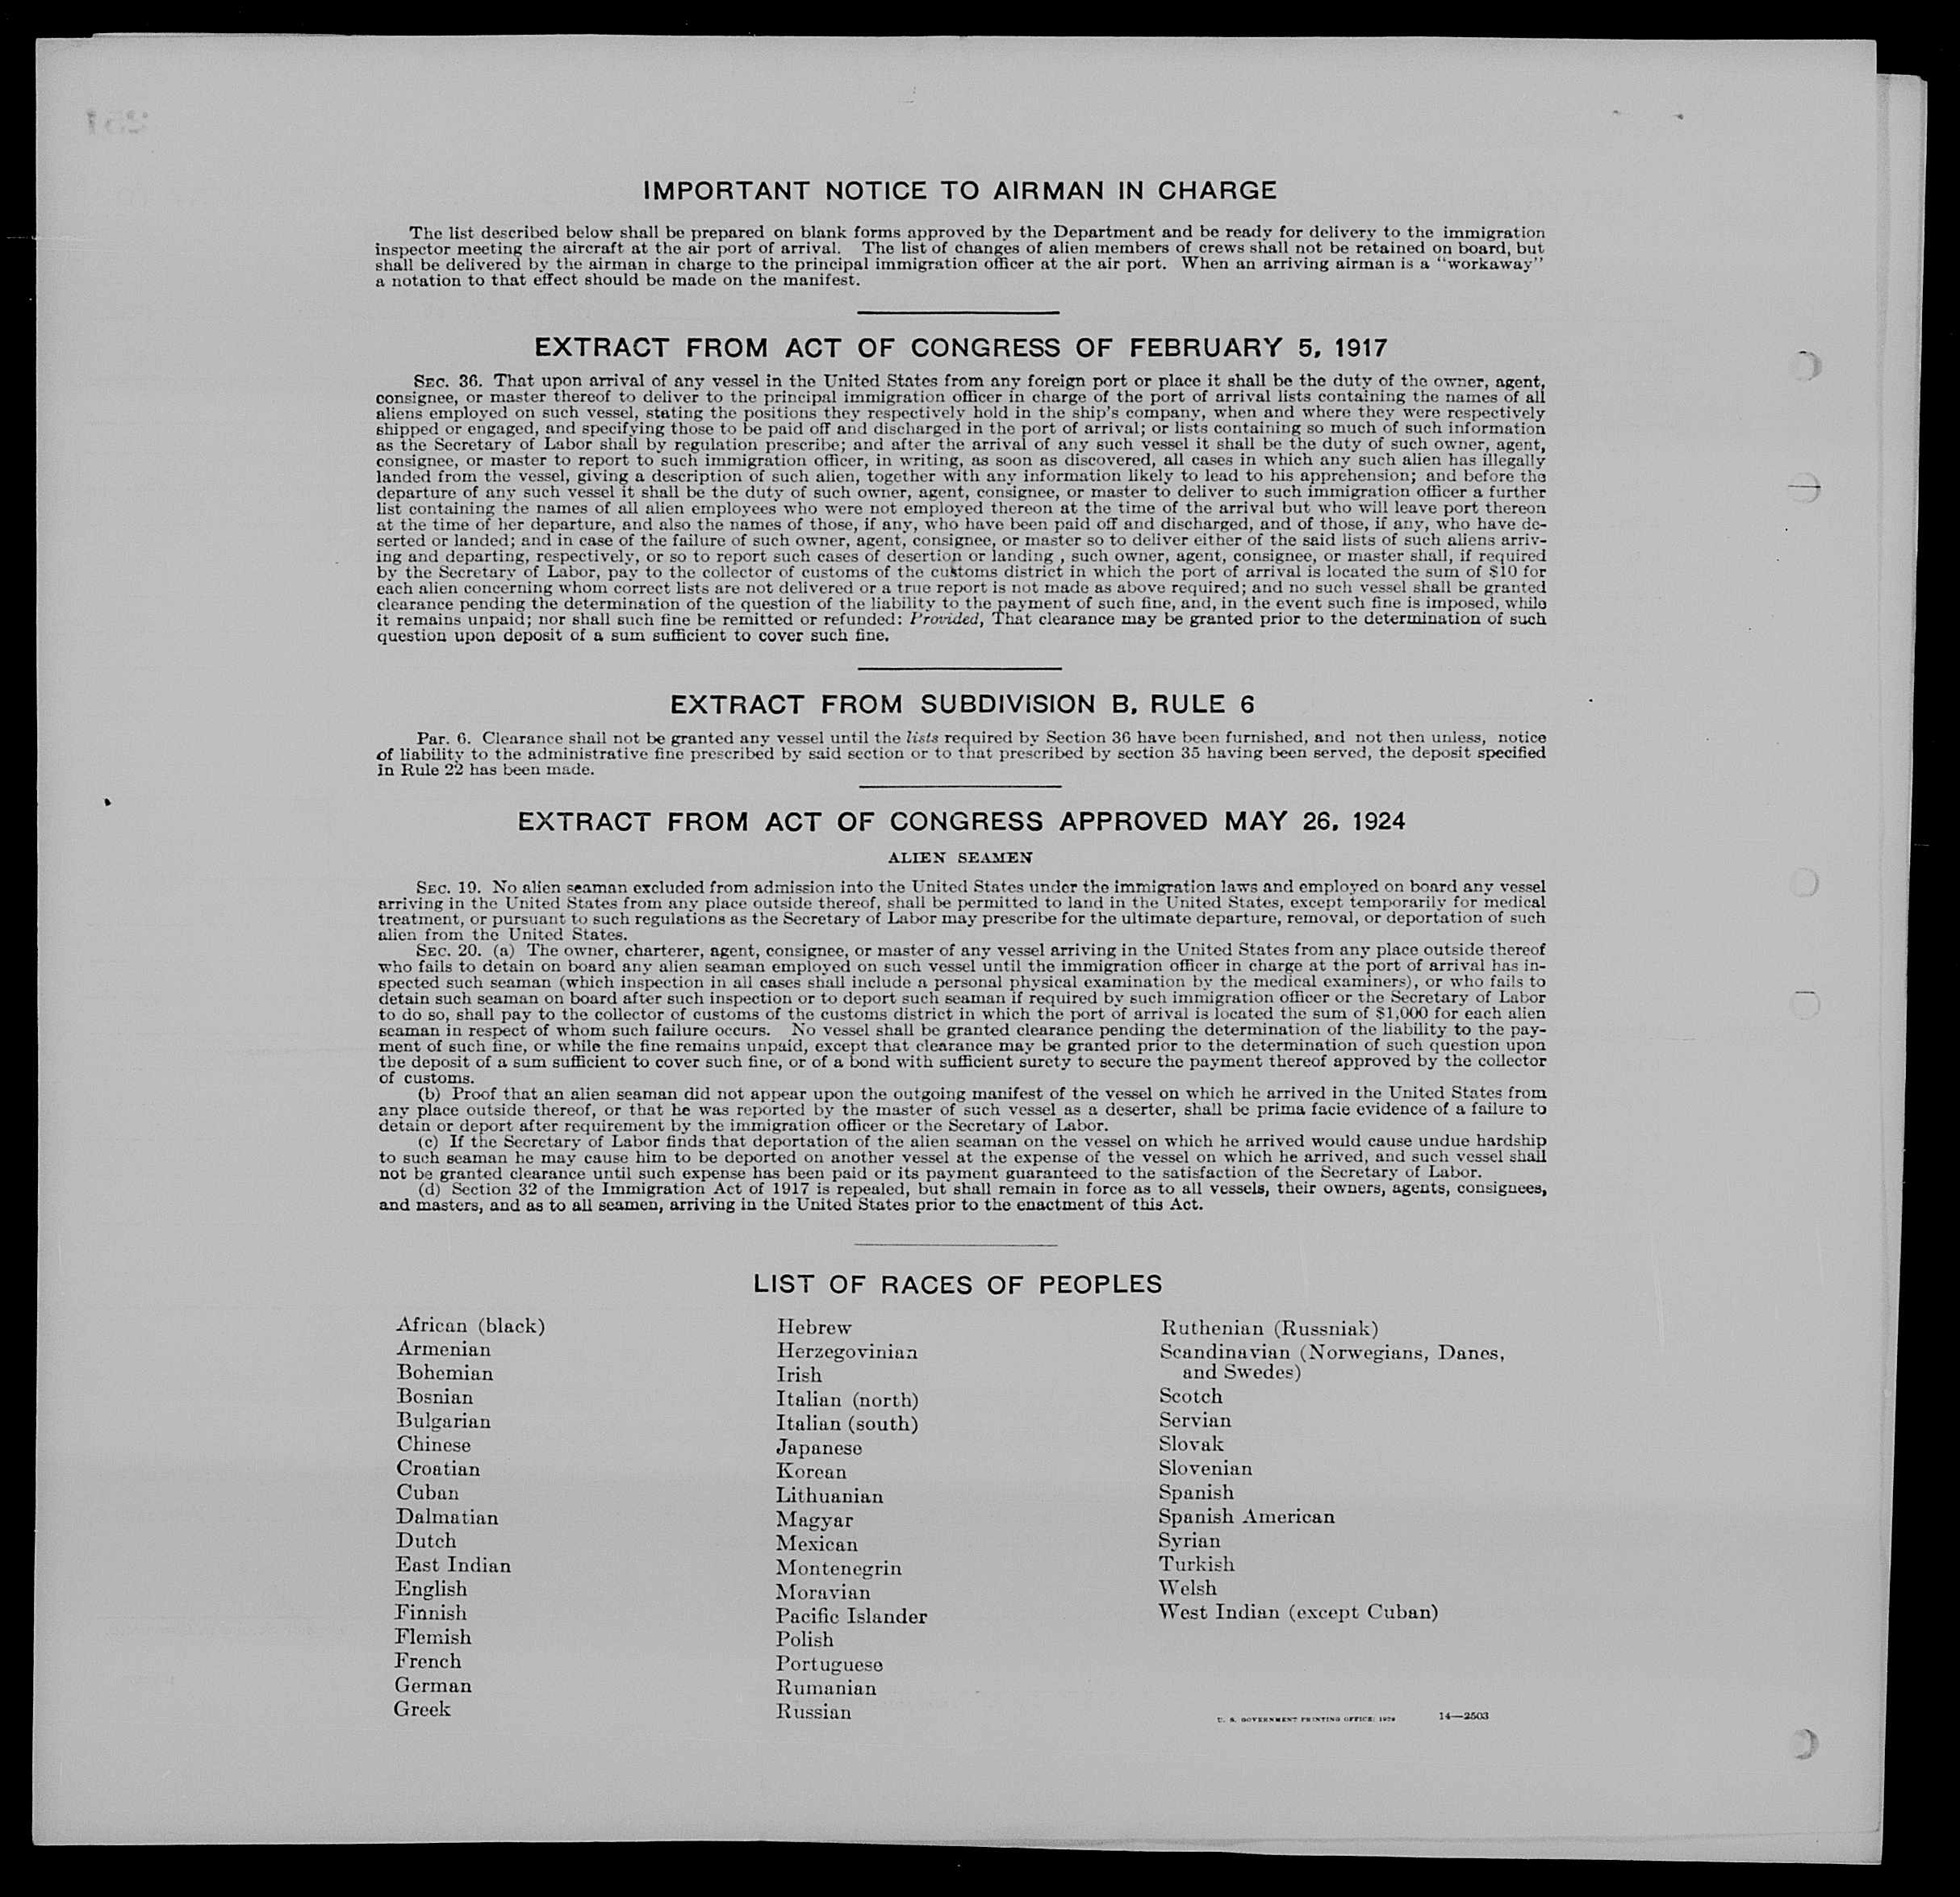 IMPORTANT NOTICE TO AIRMAN IN CHARGE
The list described below shall be prepared on blank forms approved by the Department and be ready for delivery to the immigration
inspector meeting the aircraft at the air port of arrival. The list of changes of alien members of crews shall not be retained on board, but
shall be delivered by the airman in charge to the principal immigration officer at the air port. When an arriving airman is a "workaway"
a notation to that effect should be made on the manifest.
EXTRACT FROM ACT OF CONGRESS OF FEBRUARY 5, 1917
SEC. 36. That upon arrival of any vessel in the United States from any foreign port or place it shall be the duty of the owner, agent,
consignee, or master thereof to deliver to the principal immigration officer in charge of the port of arrival lists containing the names of all
aliens employed on such vessel, stating the positions they respectively hold in the ship's company, when and where they were respectively
shipped or engaged, and specifying those to be paid off and discharged in the port of arrival; or lists containing so much of such information
as the Secretary of Labor shall by regulation prescribe; and after the arrival of any such vessel it shall be the duty of such owner, agent,
consignee, or master to report to such immigration officer, in writing, as soon as discovered, all cases in which any such alien has illegally
landed from the vessel, giving a description of such alien, together with any information likely to lead to his apprehension; and before the
departure of any such vessel it shall be the duty of such owner, agent, consignee, or master to deliver to such immigration officer a further
list containing the names of all alien employees who were not employed thereon at the time of the arrival but who will leave port thereon
at the time of her departure, and also the names of those, if any, who have been paid off and discharged, and of those, if any, who have de-
serted or landed; and in case of the failure of such owner, agent, consignee, or master so to deliver either of the said lists of such aliens arriv-
ing and departing, respectively, or so to report such cases of desertion or landing , such owner, agent, consignee, or master shall, if required
by the Secretary of Labor, pay to the collector of customs of the customs district in which the port of arrival is located the sum of $10 for
each alien concerning whom correct lists are not delivered or a true report is not made as above required; and no such vessel shall be granted
clearance pending the determination of the question of the liability to the payment of such fine, and, in the event such fine is imposed, while
it remains unpaid; nor shall such fine be remitted or refunded: Provided, That clearance may be granted prior to the determination of such
question upon deposit of a sum sufficient to cover such fine.
EXTRACT FROM SUBDIVISION B, RULE 6
Par. 6. Clearance shall not be granted any vessel until the lists required by Section 36 have been furnished, and not then unless, notice
of liability to the administrative fine prescribed by said section or to that prescribed by section 35 having been served, the deposit specified
in Rule 22 has been made.
EXTRACT FROM ACT OF CONGRESS APPROVED MAY 26, 1924
ALIEN SEAMEN
SEC. 19. No alien seaman excluded from admission into the United States under the immigration laws and employed on board any vessel
arriving in the United States from any place outside thereof, shall be permitted to land in the United States, except temporarily for medical
treatment, or pursuant to such regulations as the Secretary of Labor may prescribe for the ultimate departure, removal, or deportation of such
alien from the United States.
SEC. 20. (a) The owner, charterer, agent, consignee, or master of any vessel arriving in the United States from any place outside thereof
who fails to detain on board any alien seaman employed on such vessel until the immigration officer in charge at the port of arrival has in-
spected such seaman (which inspection in all cases shall include a personal physical examination by the medical examiners), or who fails to
detain such seaman on board after such inspection or to deport such seaman if required by such immigration officer or the Secretary of Labor
to do so, shall pay to the collector of customs of the customs district in which the port of arrival is located the sum of $1,000 for each alien
seaman in respect of whom such failure occurs. No vessel shall be granted clearance pending the determination of the liability to the pay-
ment of such fine, or while the fine remains unpaid, except that clearance may be granted prior to the determination of such question upon
the deposit of a sum sufficient to cover such fine, or of a bond with sufficient surety to secure the payment thereof approved by the collector
of customs.
(b) Proof that an alien seaman did not appear upon the outgoing manifest of the vessel on which he arrived in the United States from
any place outside thereof, or that he was reported by the master of such vessel as a deserter, shall be prima facie evidence of a failure to
detain or deport after requirement by the immigration officer or the Secretary of Labor.
(c) If the Secretary of Labor finds that deportation of the alien seaman on the vessel on which he arrived would cause undue hardship
to such seaman he may cause him to be deported on another vessel at the expense of the vessel on which he arrived, and such vessel shall
not be granted clearance until such expense has been paid or its payment guaranteed to the satisfaction of the Secretary of Labor.
(d) Section 32 of the Immigration Act of 1917 is repealed, but shall remain in force as to all vessels, their owners, agents, consignees,
and masters, and as to all seamen, arriving in the United States prior to the enactment of this Act.
LIST OF RACES OF PEOPLES
African (black)
Armenian
Bohemian
Bosnian
Bulgarian
Chinese
Croatian
Cuban
Dalmatian
Dutch
East Indian
English
Finnish
Flemish
French
German
Greek
Hebrew
Herzegovinian
Irish
Italian (north)
Italian (south)
Japanese
Korean
Lithuanian
Magyar
Mexican
Montenegrin
Moravian
Pacific Islander
Polish
Portuguese
Rumanian
Russian
Ruthenian (Russniak)
Scandinavian (Norwegians, Danes,
and Swedes)
Scotch
Servian
Slovak
Slovenian
Spanish
Spanish American
Syrian
Turkish
Welsh
West Indian (except Cuban)
U. S. GOVERNMENT PRINTING OFFICE: 14—2503